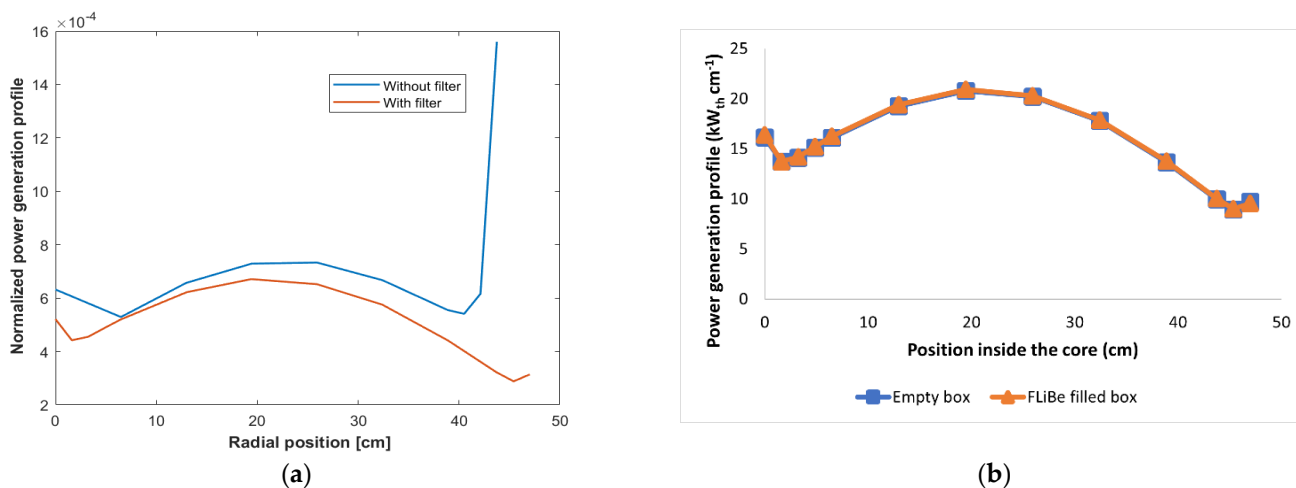 ×10⁻⁴
16
14
12
10
8
6
4
2
0 10 20 30 40 50
Normalized power generation profile
Radial position [cm]
Without filter
With filter
(a)
25
20
15
10
5
0
0 10 20 30 40 50
Power generation profile (kWₜₕ cm⁻¹)
Position inside the core (cm)
Empty box FLiBe filled box
(b)